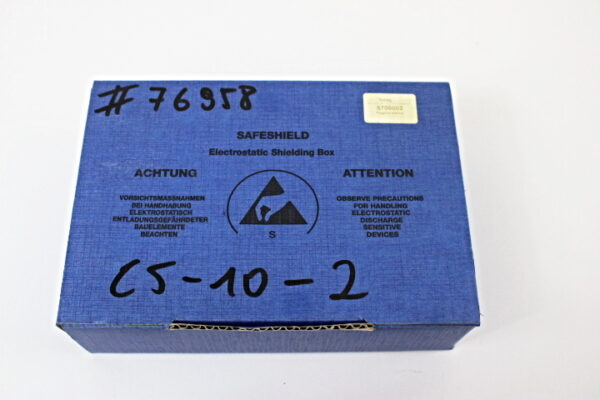 #76958
SAFESHIELD
Electrostatic Shielding Box
ACHTUNG
VORSICHTSMASSNAHMEN
BEI HANDHABUNG
ELEKTROSTATISCH
ENTLADUNGSGEFÄHRDETER
BAUELEMENTE
BEACHTEN
S
ATTENTION
OBSERVE PRECAUTIONS
FOR HANDLING
ELECTROSTATIC
DISCHARGE
SENSITIVE
DEVICES
C5-10-2